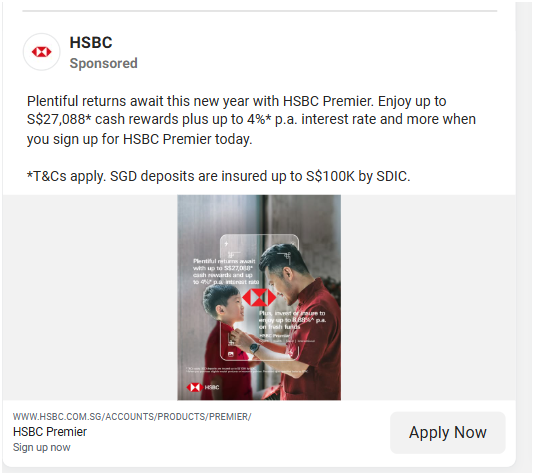 HSBC
Sponsored
Plentiful returns await this new year with HSBC Premier. Enjoy up to
S$27,088* cash rewards plus up to 4%* p.a. interest rate and more when
you sign up for HSBC Premier today.
*T&Cs apply. SGD deposits are insured up to S$100K by SDIC.
Plentiful returns await
with up to S$27,088*
cash rewards and up
to 4%* p.a. interest rate
Plus, invest or insure to
enjoy up to 8.88%* p.a.
on fresh funds
HSBC Premier
HSBC
WWW.HSBC.COM.SG/ACCOUNTS/PRODUCTS/PREMIER/
HSBC Premier
Sign up now
Apply Now